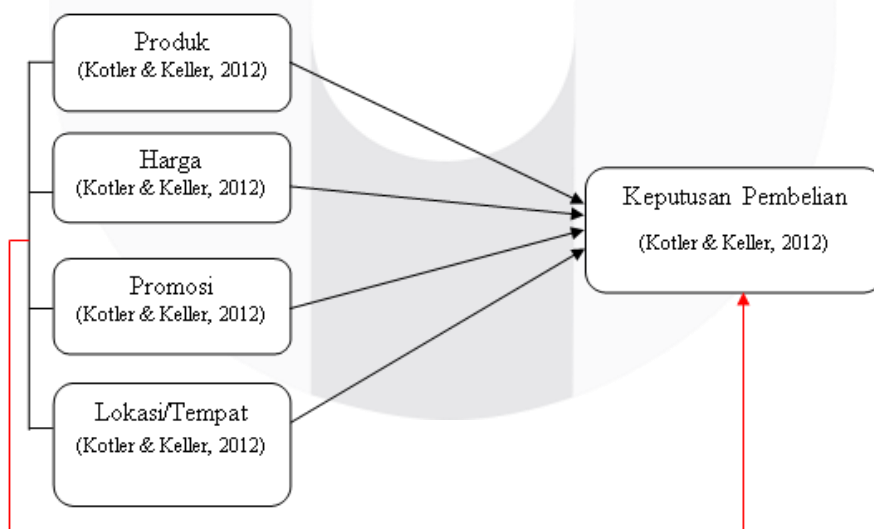 Produk
(Kotler & Keller, 2012)
Harga
(Kotler & Keller, 2012)
Promosi
(Kotler & Keller, 2012)
Lokasi/Tempat
(Kotler & Keller, 2012)
Keputusan Pembelian
(Kotler & Keller, 2012)